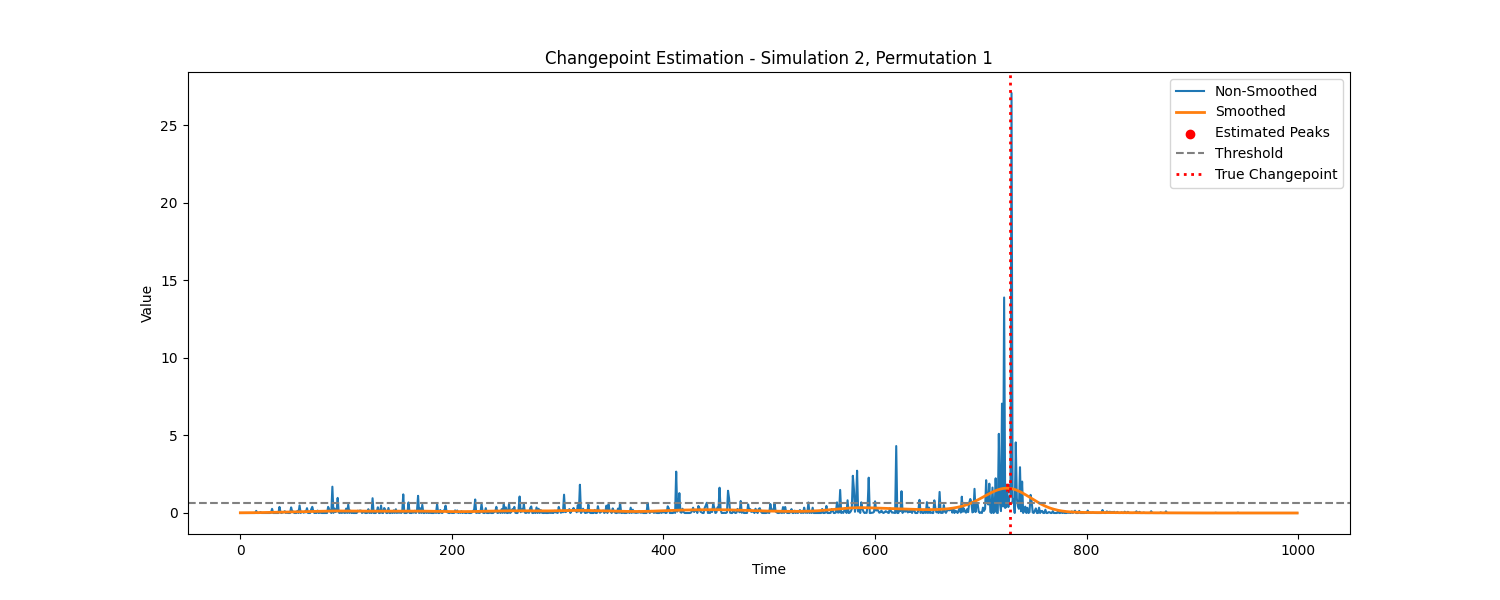 Changepoint Estimation - Simulation 2, Permutation 1
Non-Smoothed
Smoothed
Estimated Peaks
Threshold
True Changepoint
Value
25
20
15
10
5
0
0
200
400
600
800
1000
Time